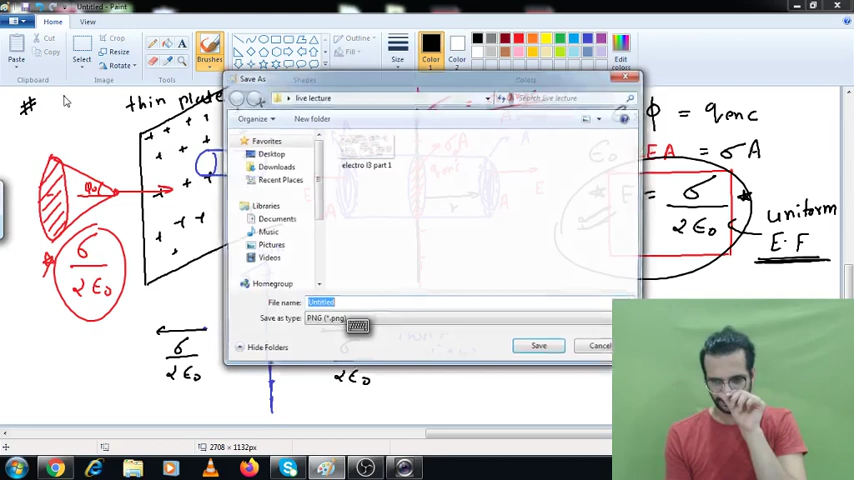 Untitled - Paint
Home
View
Cut
Copy
Paste
Clipboard
Crop
Resize
Rotate
Select
Image
Brushes
Shapes
Outline
Fill
Size
Color 1
Color 2
Colors
Edit colors
Save As
live lecture
Search live lecture
Organize
New folder
Favorites
Desktop
Downloads
Recent Places
Libraries
Documents
Music
Pictures
Videos
Homegroup
electro l3 part 1
File name: Untitled
Save as type: PNG (*.png)
Hide Folders
Save
Cancel
# thin plate
ϕ = qenc
EA = σA
E = σ / 2ε₀
uniform
E.F
σ / 2ε₀
σ / 2ε₀
2ε₀
σA
qenc
A
E
E
r
2708 × 1132px